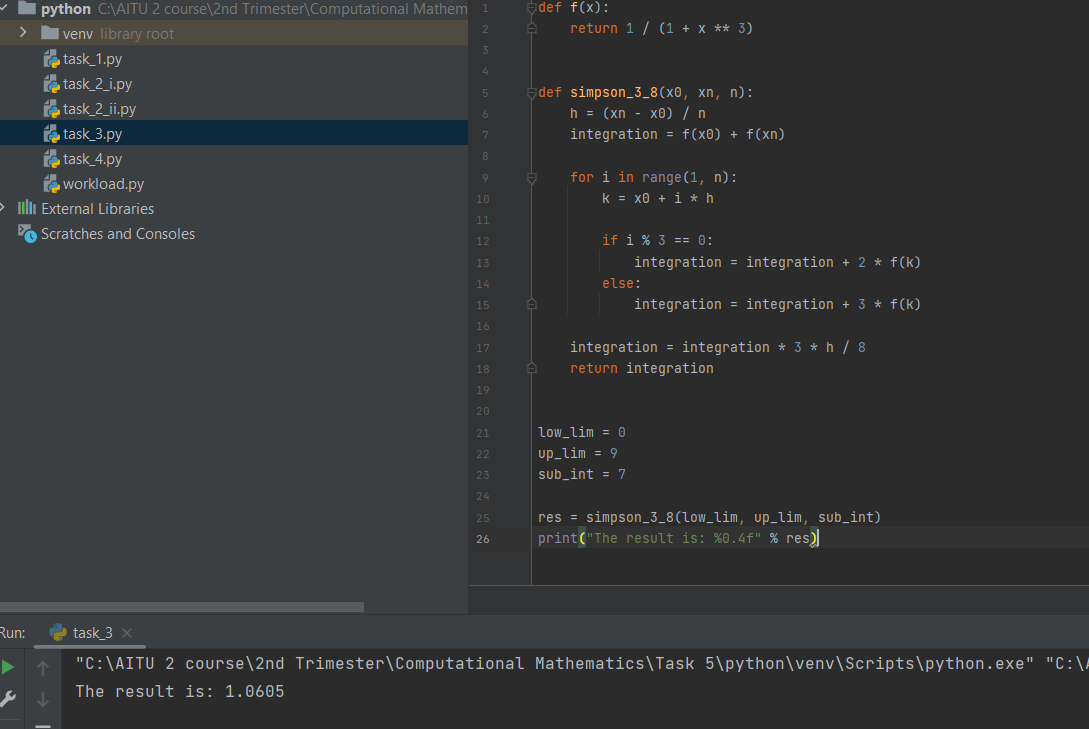 python C:\AITU 2 course\2nd Trimester\Computational Mathem
venv library root
task_1.py
task_2_i.py
task_2_ii.py
task_3.py
task_4.py
workload.py
External Libraries
Scratches and Consoles
1 def f(x):
2     return 1 / (1 + x ** 3)
3
4
5 def simpson_3_8(x0, xn, n):
6     h = (xn - x0) / n
7     integration = f(x0) + f(xn)
8
9     for i in range(1, n):
10         k = x0 + i * h
11
12         if i % 3 == 0:
13             integration = integration + 2 * f(k)
14         else:
15             integration = integration + 3 * f(k)
16
17     integration = integration * 3 * h / 8
18     return integration
19
20
21 low_lim = 0
22 up_lim = 9
23 sub_int = 7
24
25 res = simpson_3_8(low_lim, up_lim, sub_int)
26 print("The result is: %0.4f" % res)
Run: task_3
"C:\AITU 2 course\2nd Trimester\Computational Mathematics\Task 5\python\venv\Scripts\python.exe" "C:\A
The result is: 1.0605